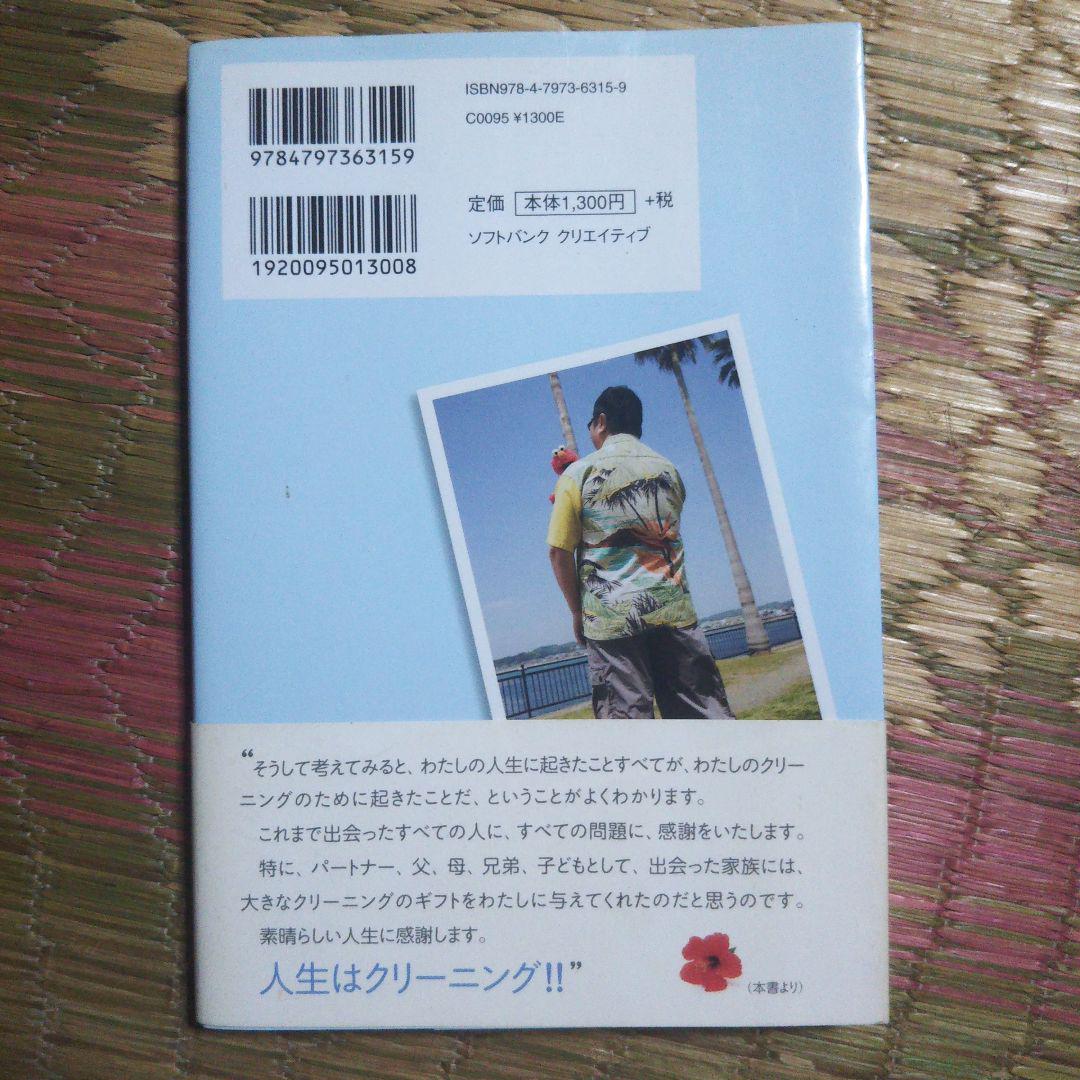 ISBN978-4-7973-6315-9
C0095 ¥1300E
9784797363159
定価 本体1,300円 +税
ソフトバンク クリエイティブ
1920095013008
“そうして考えてみると、わたしの人生に起きたことすべてが、わたしのクリー
ニングのために起きたことだ、ということがよくわかります。
これまで出会ったすべての人に、すべての問題に、感謝をいたします。
特に、パートナー、父、母、兄弟、子どもとして、出会った家族には、
大きなクリーニングのギフトをわたしに与えてくれたのだと思うのです。
素晴らしい人生に感謝します。
人生はクリーニング!!”
(本書より)